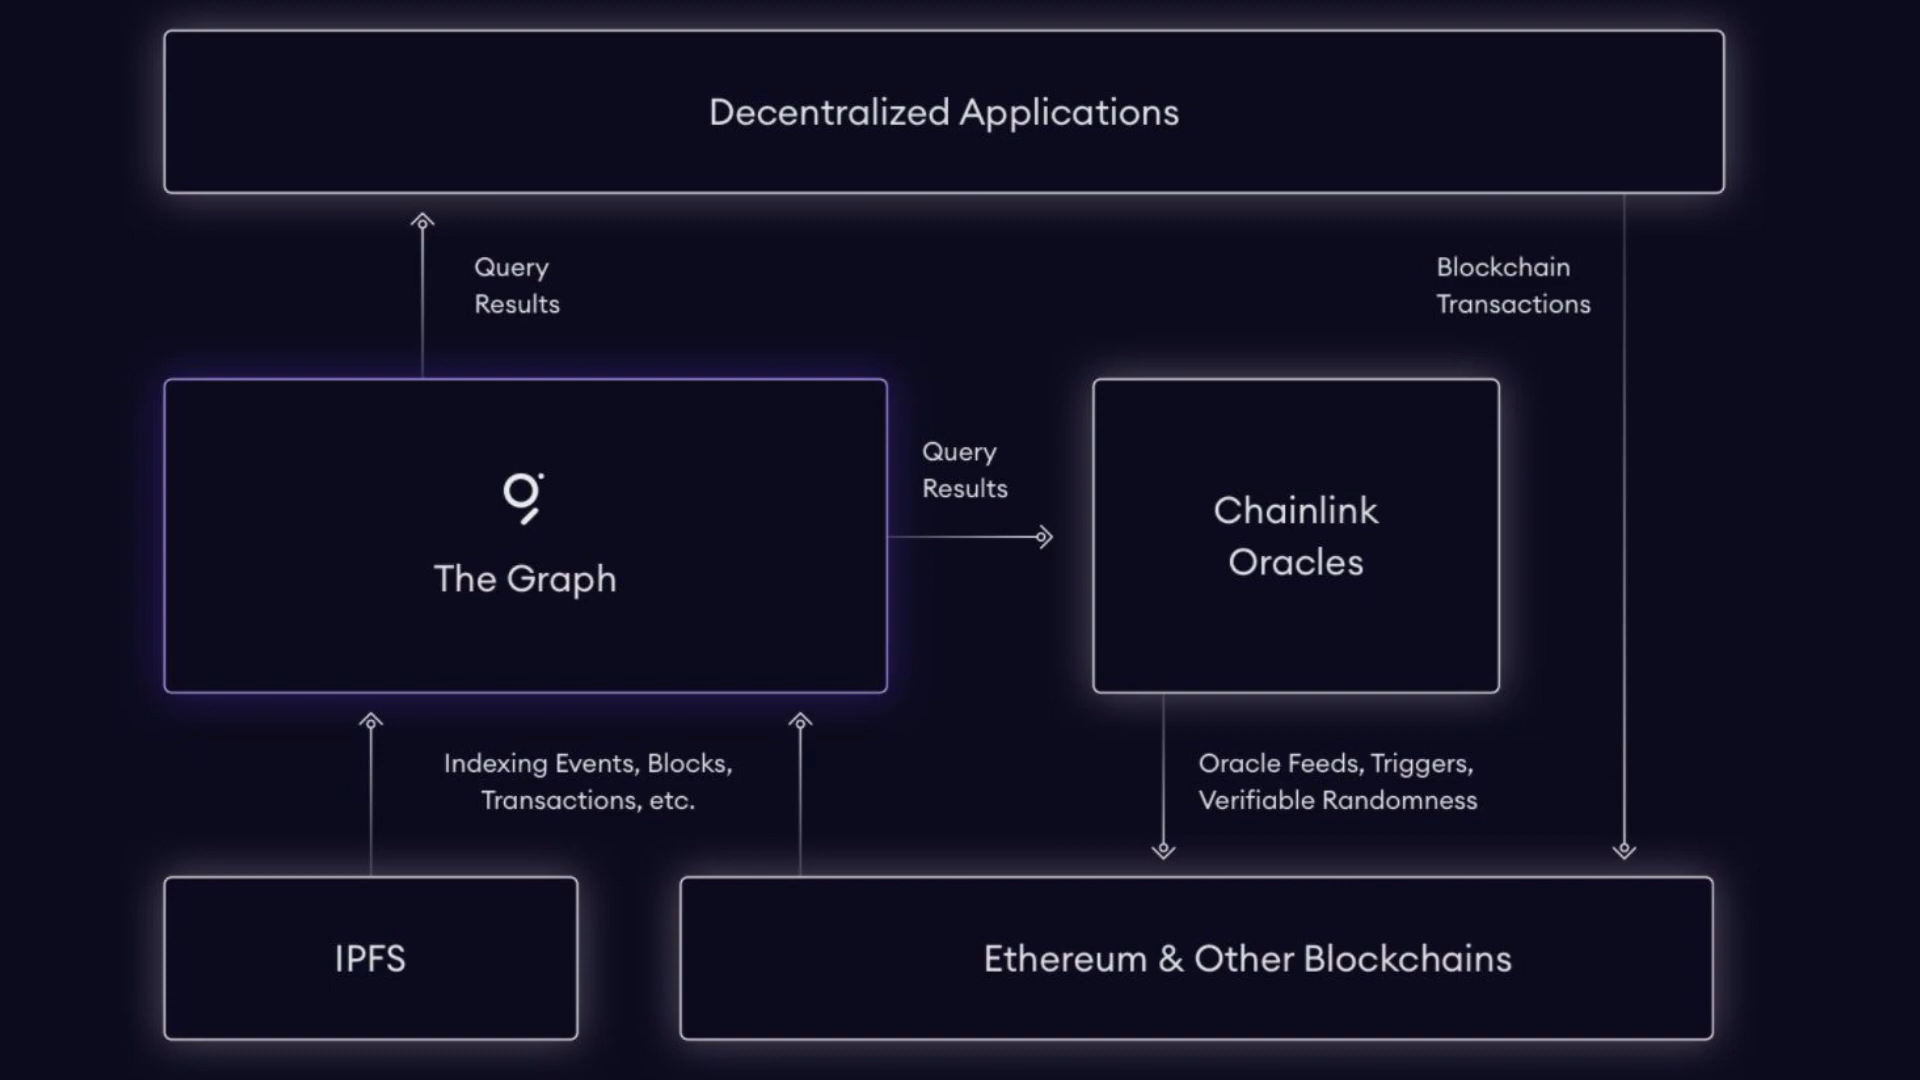 Decentralized Applications
Query
Results
Blockchain
Transactions
The Graph
Query
Results
Chainlink
Oracles
Indexing Events, Blocks,
Transactions, etc.
Oracle Feeds, Triggers,
Verifiable Randomness
IPFS
Ethereum & Other Blockchains